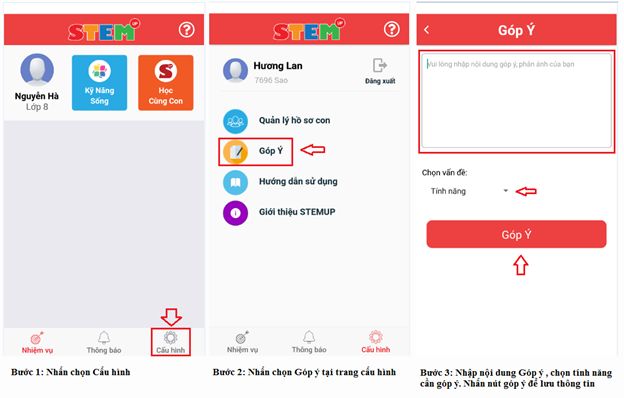 STEM UP
?
Nguyễn Hà
Lớp 8
Kỹ Năng
Sống
S
Học
Cùng Con
Nhiệm vụ
Thông báo
Cấu hình
Bước 1: Nhấn chọn Cấu hình
STEM UP
?
Hương Lan
7696 Sao
Đăng xuất
Quản lý hồ sơ con
Góp Ý
Hướng dẫn sử dụng
Giới thiệu STEMUP
Nhiệm vụ
Thông báo
Cấu hình
Bước 2: Nhấn chọn Góp ý tại trang cấu hình
Góp Ý
Vui lòng nhập nội dung góp ý, phản ánh của bạn
Chọn vấn đề:
Tính năng
Góp Ý
Bước 3: Nhập nội dung Góp ý , chọn tính năng
cần góp ý. Nhấn nút góp ý để lưu thông tin